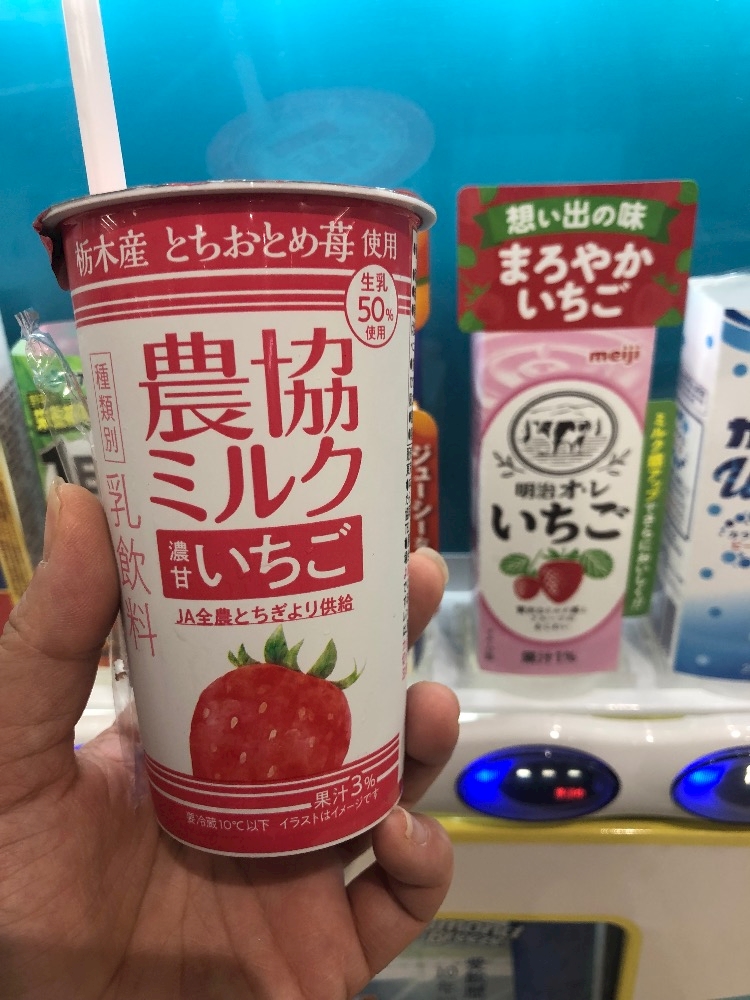 栃木産 とちおとめ苺 使用
生乳
50%
使用
種類別
乳飲料
農協
ミルク
濃甘
いちご
JA全農とちぎより供給
果汁3%
要冷蔵10℃以下 イラストはイメージです
想い出の味
まろやか
いちご
meiji
明治オ・レ
いちご
果汁1%